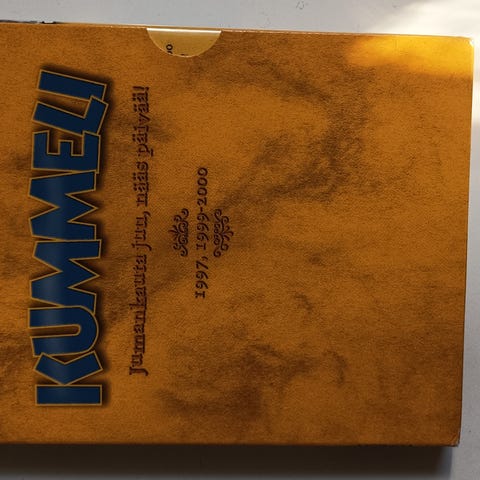 KUMMELI
Jumankauta juu, nääs päivää!
1997, 1999-2000